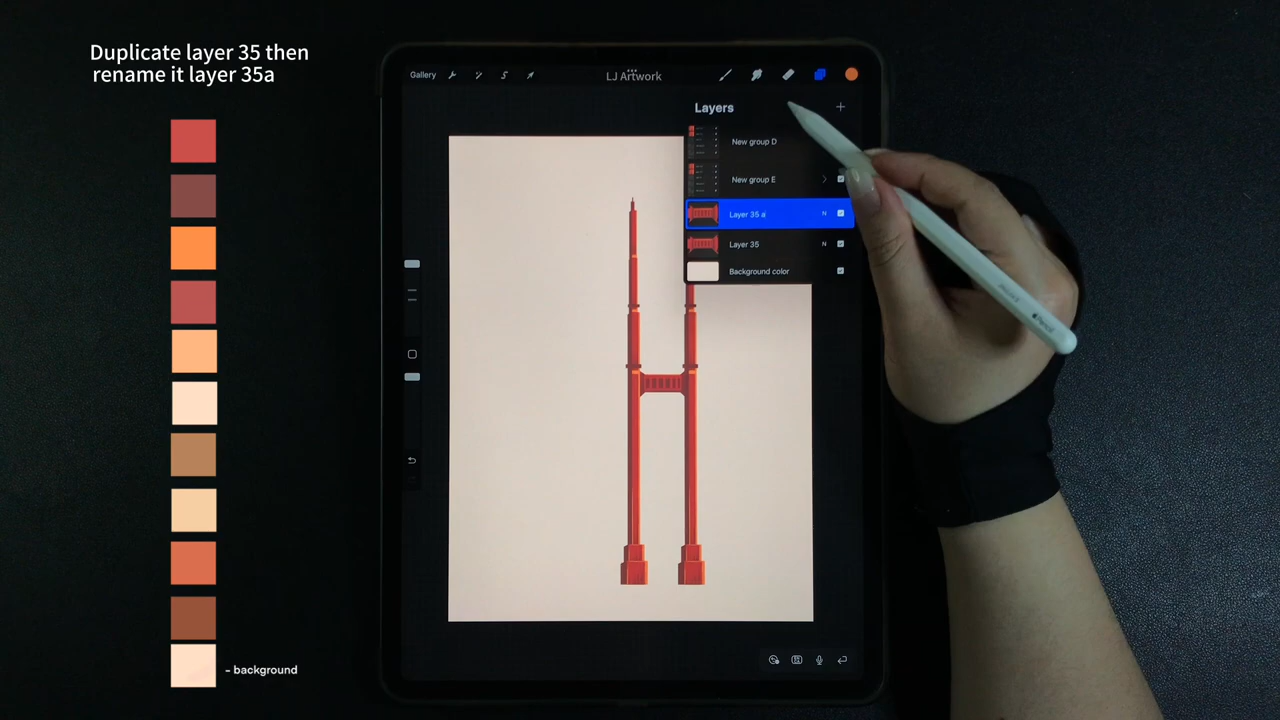 Duplicate layer 35 then
rename it layer 35a
Gallery
LJ Artwork
Layers
New group D
New group E
Layer 35 a
N
Layer 35
N
Background color
- background